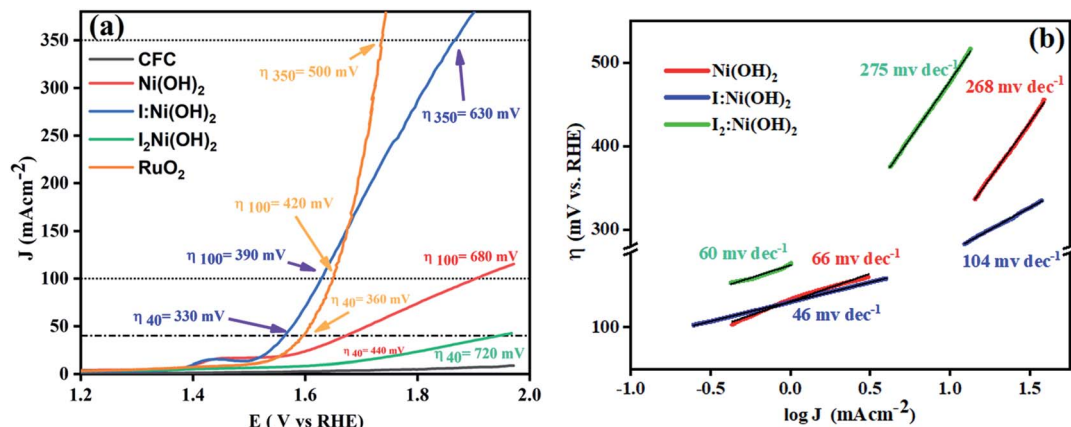 (a)
CFC
Ni(OH)2
I:Ni(OH)2
I2Ni(OH)2
RuO2
η 350= 500 mV
η350= 630 mV
η 100= 420 mV
η 100= 390 mV
η100= 680 mV
η 40= 330 mV
η 40= 360 mV
η 40= 440 mV
η40= 720 mV
J (mAcm-2)
350
300
250
200
150
100
50
0
1.2
1.4
1.6
1.8
2.0
E ( V vs RHE)
(b)
Ni(OH)2
I:Ni(OH)2
I2:Ni(OH)2
275 mv dec-1
268 mv dec-1
60 mv dec-1
66 mv dec-1
104 mv dec-1
46 mv dec-1
η (mV vs. RHE)
500
400
300
100
-1.0
-0.5
0.0
0.5
1.0
1.5
log J (mAcm-2)